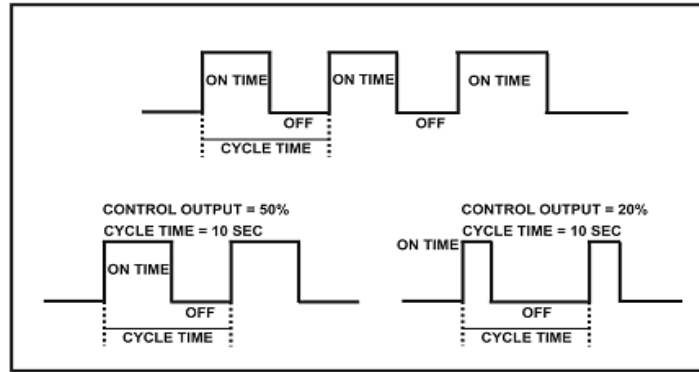 ON TIME ON TIME ON TIME
OFF OFF
CYCLE TIME
CONTROL OUTPUT = 50%
CYCLE TIME = 10 SEC
ON TIME
OFF
CYCLE TIME
CONTROL OUTPUT = 20%
CYCLE TIME = 10 SEC
ON TIME
OFF
CYCLE TIME